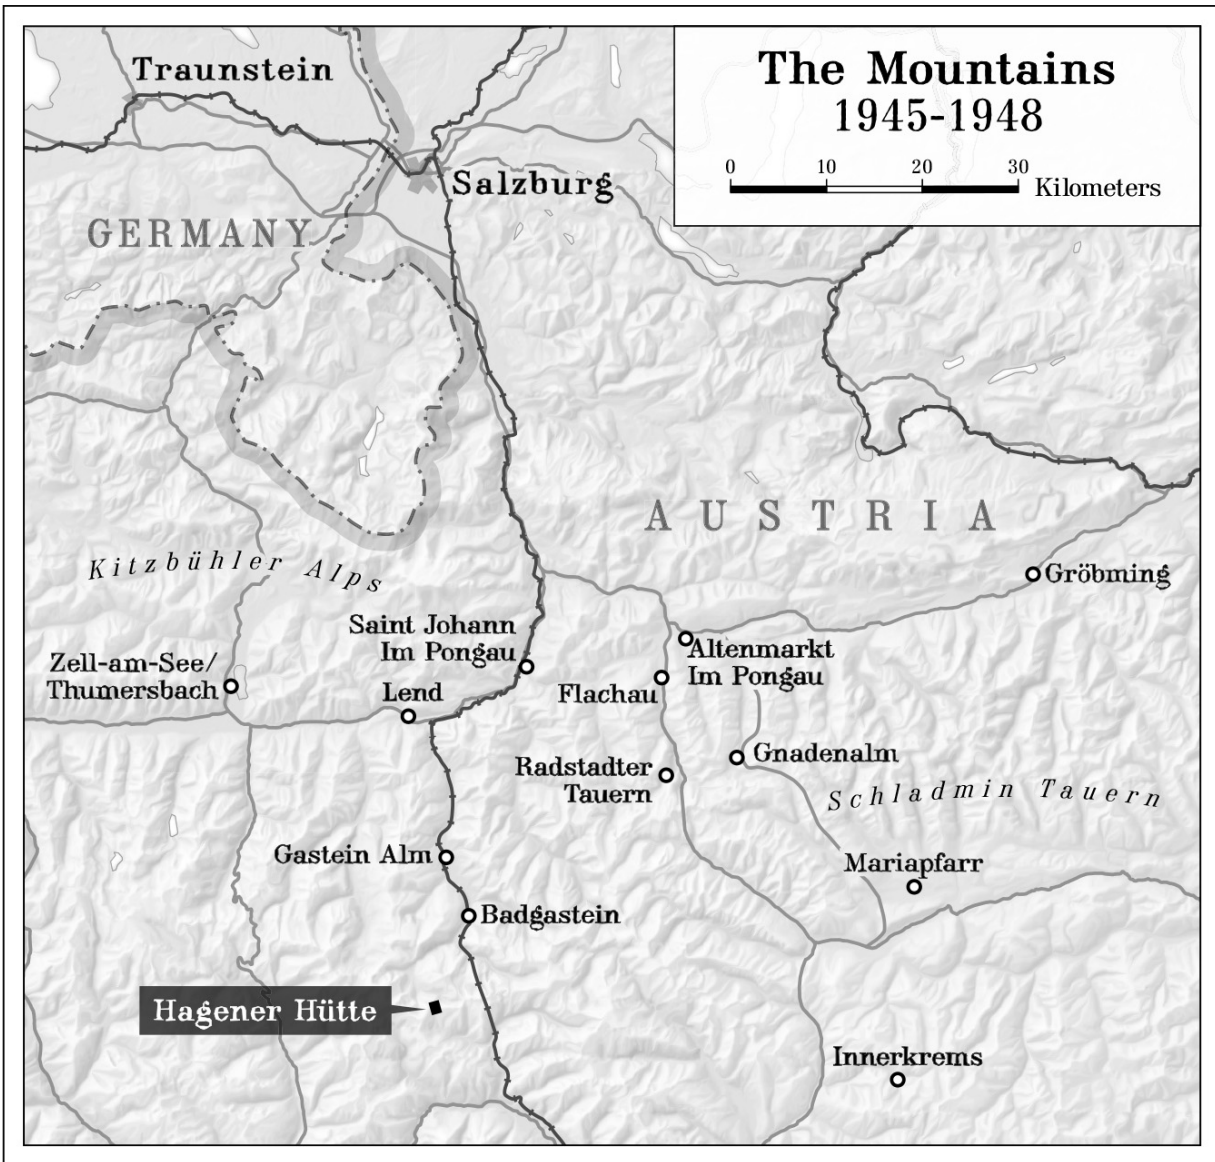 The Mountains
1945-1948
0 10 20 30
Kilometers
Traunstein
Salzburg
GERMANY
AUSTRIA
Kitzbühler Alps
Gröbming
Saint Johann
Im Pongau
Altenmarkt
Im Pongau
Zell-am-See/
Thumersbach
Lend
Flachau
Gnadenalm
Radstadter
Tauern
Schladmin Tauern
Gastein Alm
Mariapfarr
Badgastein
Hagener Hütte
Innerkrems